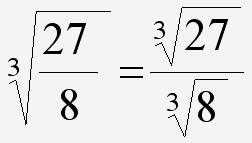 ∛(27/8) = ∛27/∛8